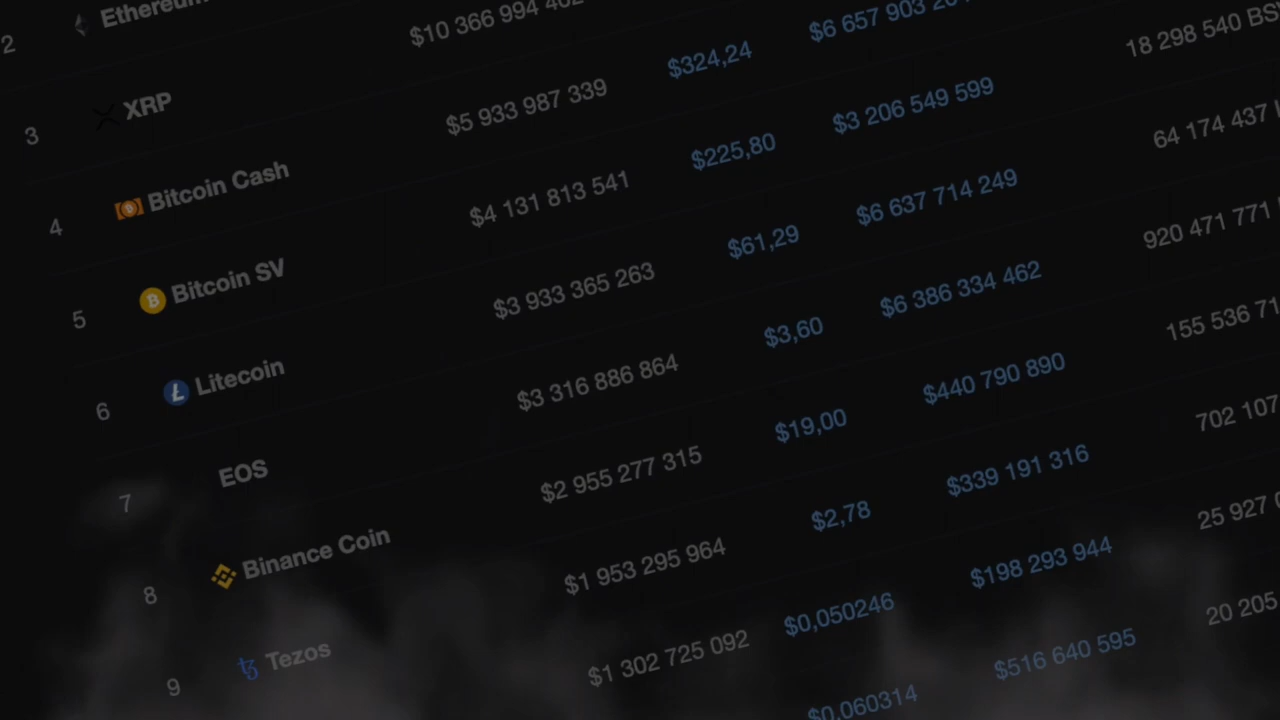 2 Ethereum
3 XRP $10 366 994 462
4 Bitcoin Cash $5 933 987 339 $324,24 $6 657 903
5 Bitcoin SV $4 131 813 541 $225,80 $3 206 549 599 18 298 540 BSV
6 Litecoin $3 933 365 263 $61,29 $6 637 714 249 64 174 437
7 EOS $3 316 886 864 $3,60 $6 386 334 462 920 471 771
8 Binance Coin $2 955 277 315 $19,00 $440 790 890 155 536 71
9 Tezos $1 953 295 964 $2,78 $339 191 316 702 107
$1 302 725 092 $0,050246 $198 293 944 25 927
$0,060314 $516 640 595 20 205